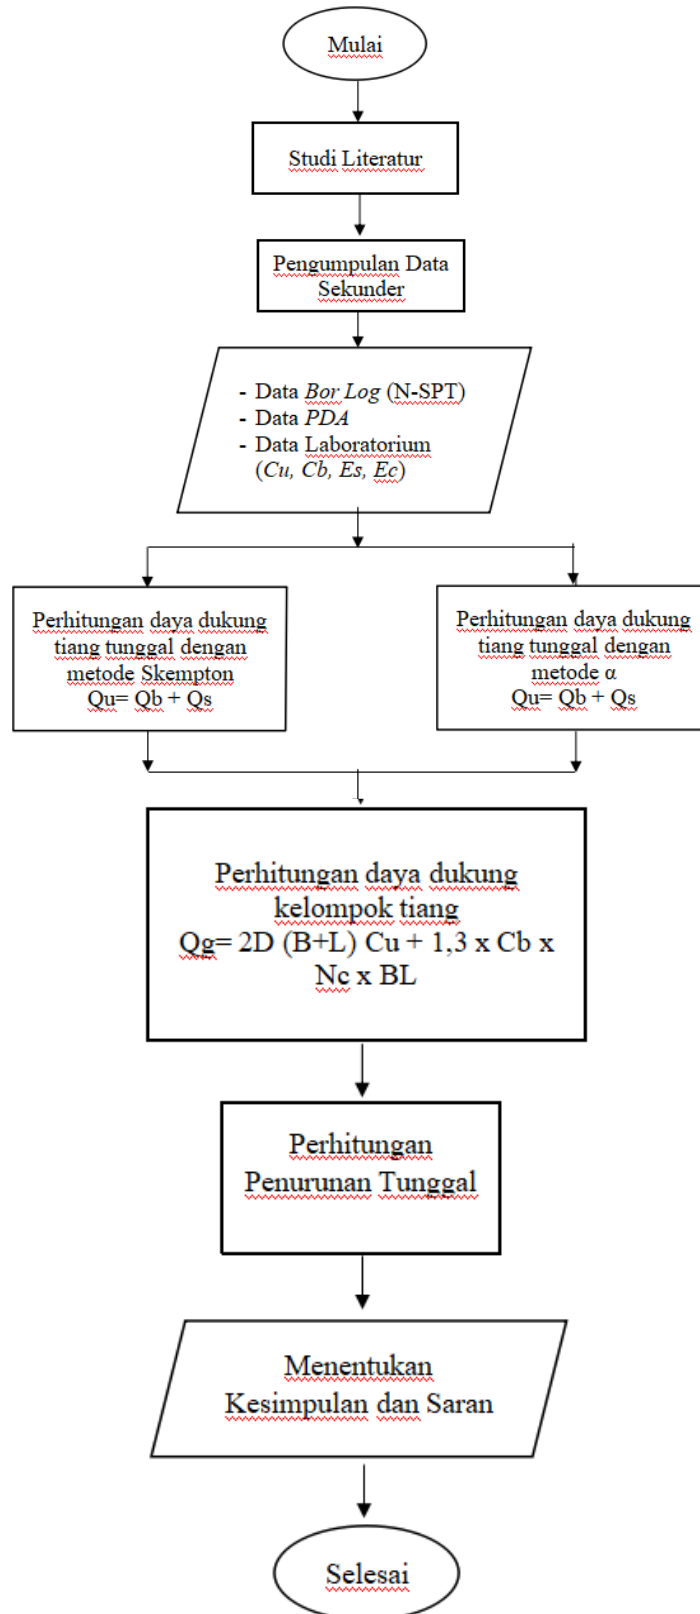 Mulai
Studi Literatur
Pengumpulan Data
Sekunder
- Data Bor Log (N-SPT)
- Data PDA
- Data Laboratorium
(Cu, Cb, Es, Ec)
Perhitungan daya dukung
tiang tunggal dengan
metode Skempton
Qu= Qb + Qs
Perhitungan daya dukung
tiang tunggal dengan
metode α
Qu= Qb + Qs
Perhitungan daya dukung
kelompok tiang
Qg= 2D (B+L) Cu + 1,3 x Cb x
Nc x BL
Perhitungan
Penurunan Tunggal
Menentukan
Kesimpulan dan Saran
Selesai